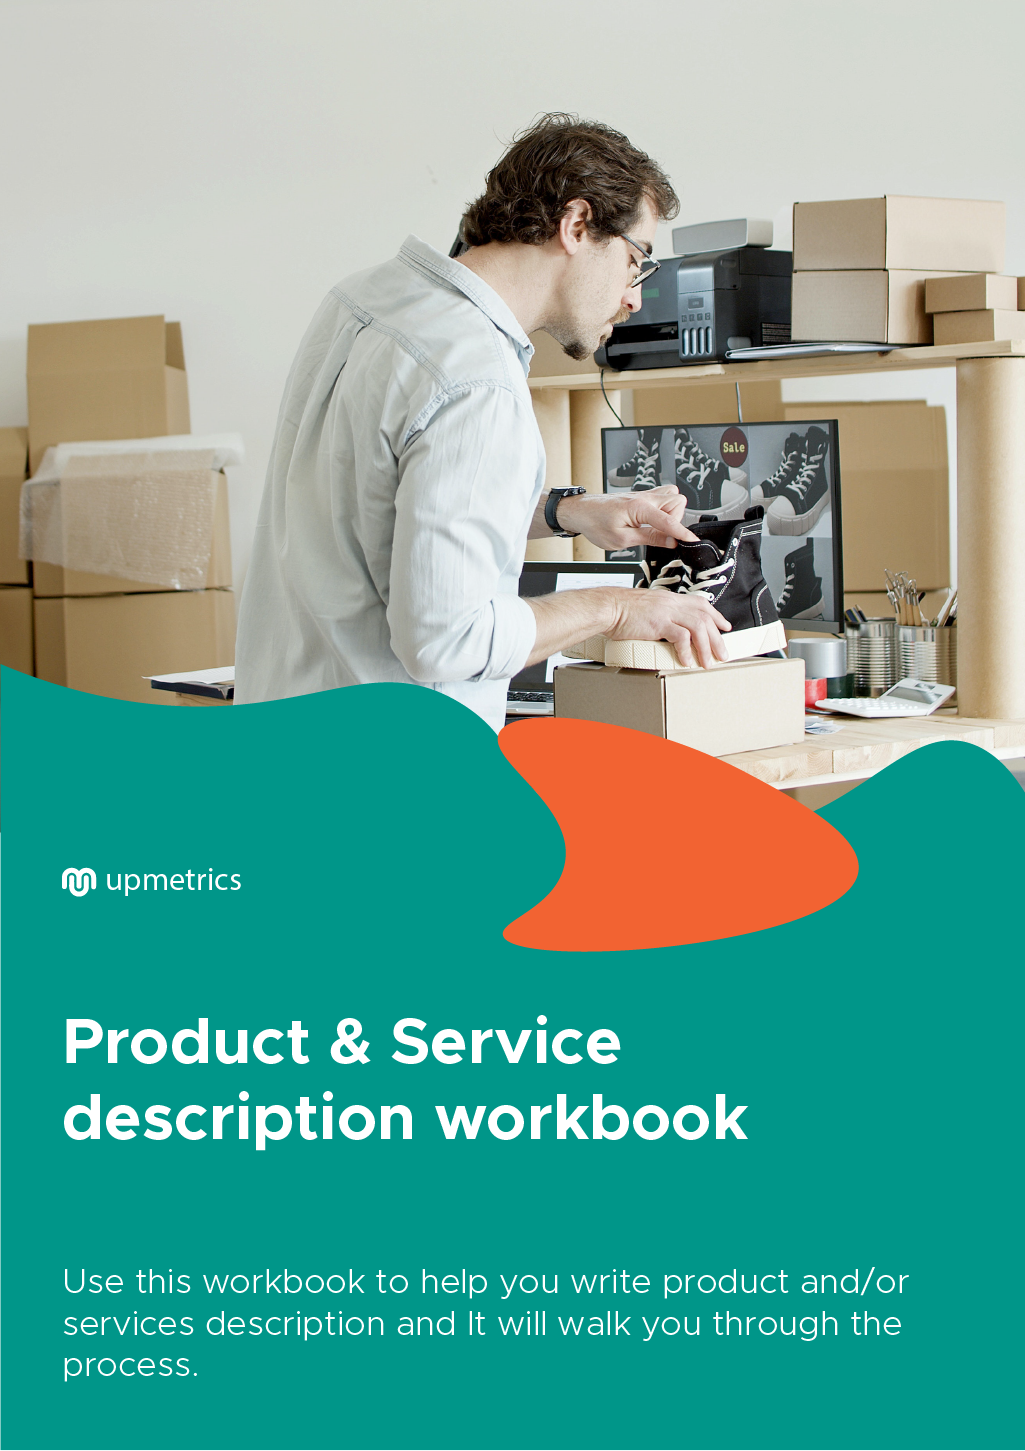 Sale
upmetrics
Product & Service
description workbook
Use this workbook to help you write product and/or
services description and It will walk you through the
process.